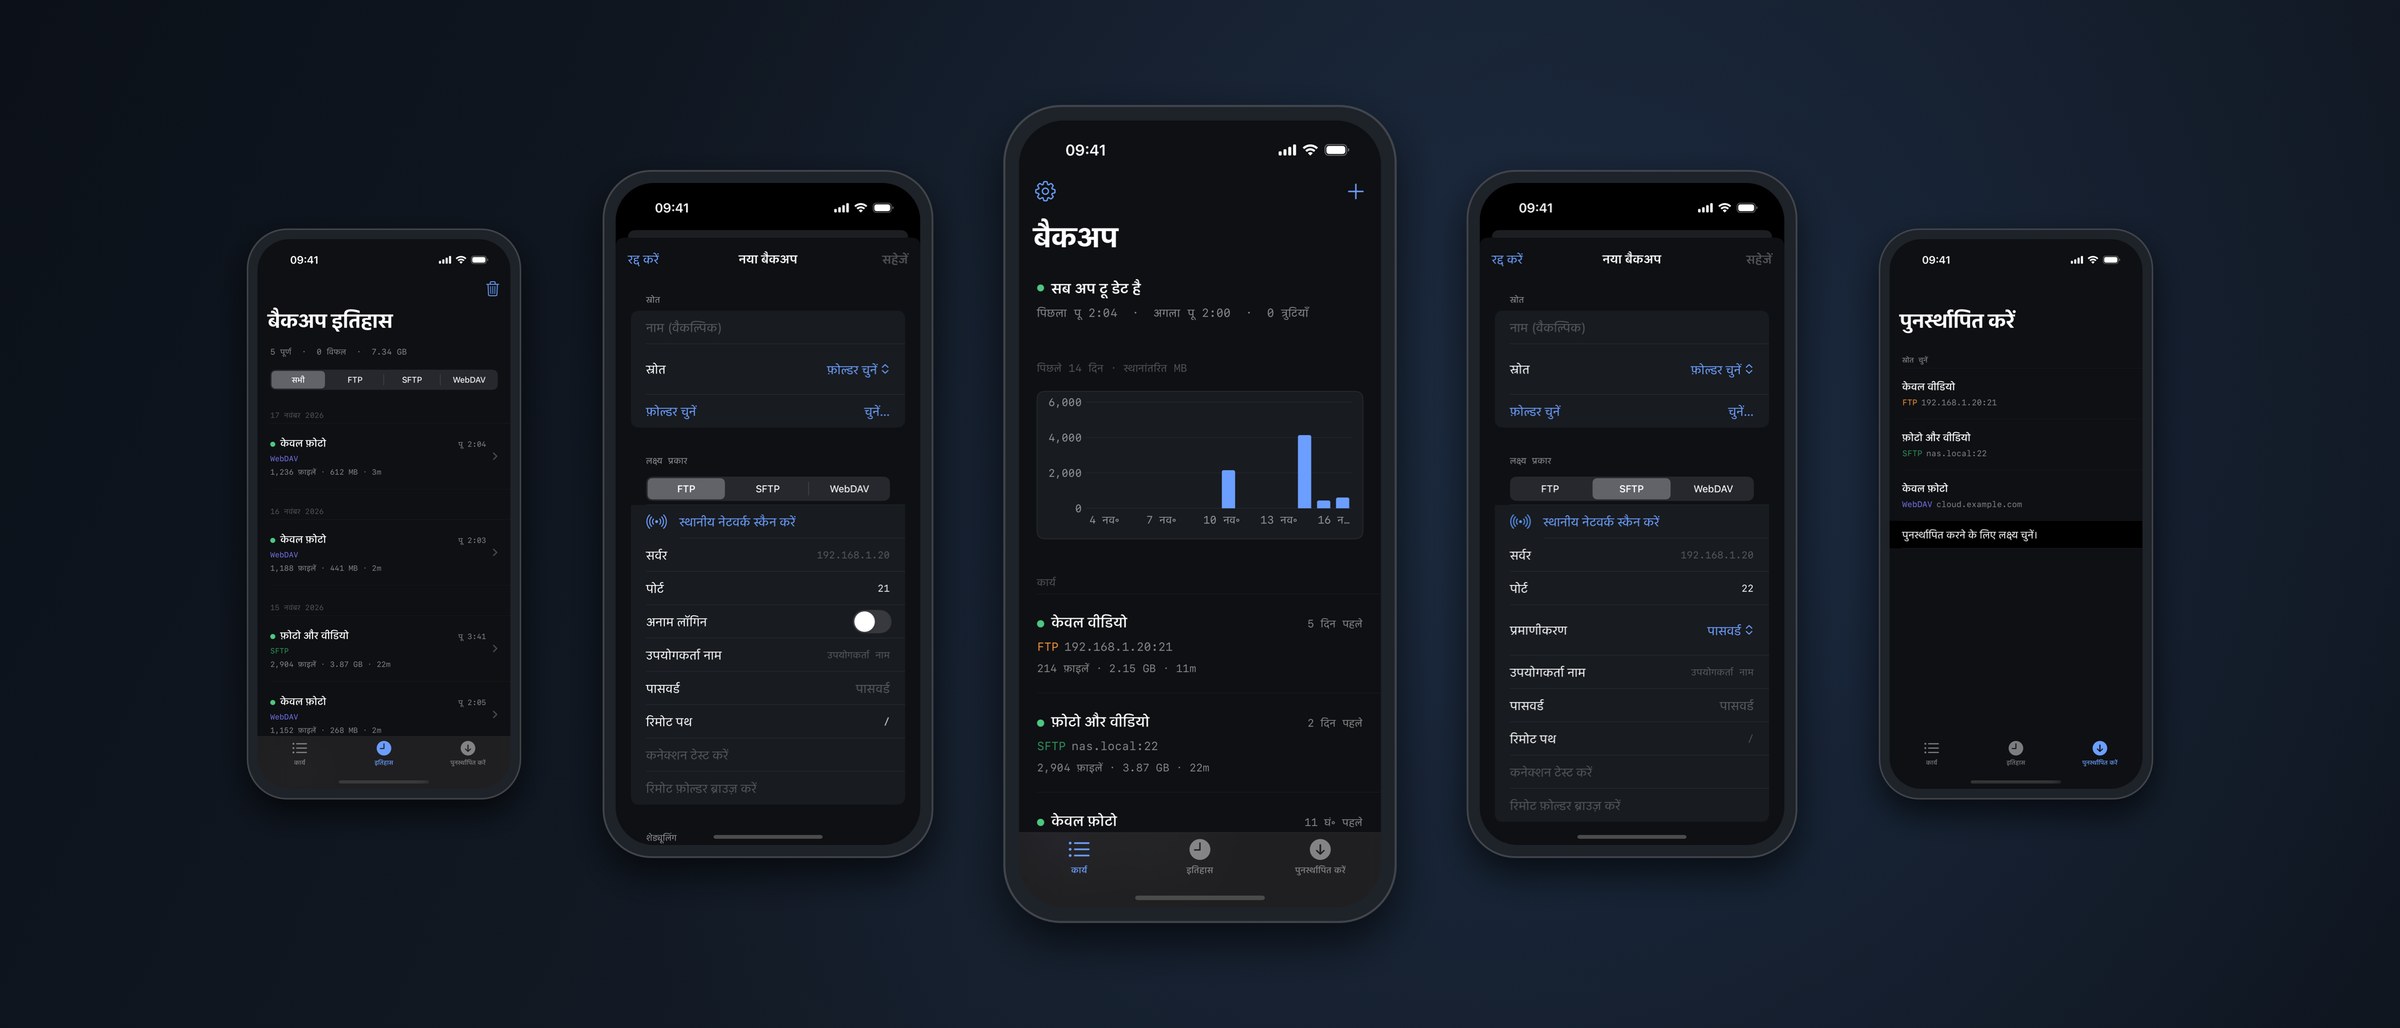 09:41
बैकअप इतिहास
5 पूर्ण · 0 विफल · 7.34 GB
सभी FTP SFTP WebDAV
17 नवंबर 2026
केवल फ़ोटो पू 2:04
WebDAV
1,236 फ़ाइलें · 612 MB · 3m
16 नवंबर 2026
केवल फ़ोटो पू 2:03
WebDAV
1,188 फ़ाइलें · 441 MB · 2m
15 नवंबर 2026
फ़ोटो और वीडियो पू 3:41
SFTP
2,904 फ़ाइलें · 3.87 GB · 22m
केवल फ़ोटो पू 2:05
WebDAV
1,152 फ़ाइलें · 268 MB · 2m
कार्य इतिहास पुनर्स्थापित करें
09:41
रद्द करें नया बैकअप सहेजें
स्रोत
नाम (वैकल्पिक)
स्रोत फ़ोल्डर चुनें
फ़ोल्डर चुनें चुनें...
लक्ष्य प्रकार
FTP SFTP WebDAV
स्थानीय नेटवर्क स्कैन करें
सर्वर 192.168.1.20
पोर्ट 21
अनाम लॉगिन
उपयोगकर्ता नाम उपयोगकर्ता नाम
पासवर्ड पासवर्ड
रिमोट पथ /
कनेक्शन टेस्ट करें
रिमोट फ़ोल्डर ब्राउज़ करें
शेड्यूलिंग
09:41
बैकअप
सब अप टू डेट है
पिछला पू 2:04 · अगला पू 2:00 · 0 त्रुटियाँ
पिछले 14 दिन · स्थानांतरित MB
6,000
4,000
2,000
0
4 नव॰ 7 नव॰ 10 नव॰ 13 नव॰ 16 न…
कार्य
केवल वीडियो 5 दिन पहले
FTP 192.168.1.20:21
214 फ़ाइलें · 2.15 GB · 11m
फ़ोटो और वीडियो 2 दिन पहले
SFTP nas.local:22
2,904 फ़ाइलें · 3.87 GB · 22m
केवल फ़ोटो 11 घं॰ पहले
कार्य इतिहास पुनर्स्थापित करें
09:41
रद्द करें नया बैकअप सहेजें
स्रोत
नाम (वैकल्पिक)
स्रोत फ़ोल्डर चुनें
फ़ोल्डर चुनें चुनें...
लक्ष्य प्रकार
FTP SFTP WebDAV
स्थानीय नेटवर्क स्कैन करें
सर्वर 192.168.1.20
पोर्ट 22
प्रमाणीकरण पासवर्ड
उपयोगकर्ता नाम उपयोगकर्ता नाम
पासवर्ड पासवर्ड
रिमोट पथ /
कनेक्शन टेस्ट करें
रिमोट फ़ोल्डर ब्राउज़ करें
09:41
पुनर्स्थापित करें
स्रोत चुनें
केवल वीडियो
FTP 192.168.1.20:21
फ़ोटो और वीडियो
SFTP nas.local:22
केवल फ़ोटो
WebDAV cloud.example.com
पुनर्स्थापित करने के लिए लक्ष्य चुनें।
कार्य इतिहास पुनर्स्थापित करें